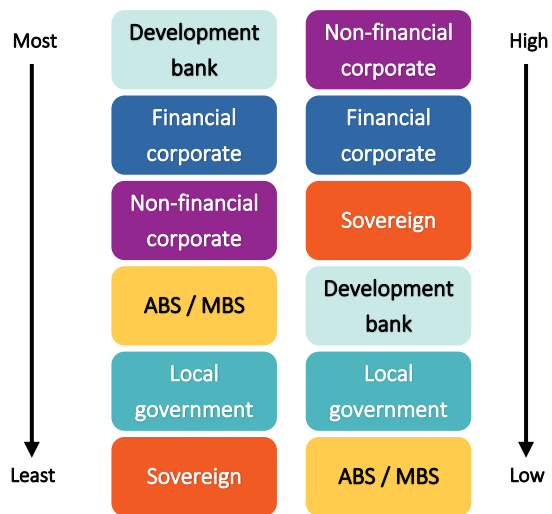 Most
Development
bank
Non-financial
corporate
High
Financial
corporate
Financial
corporate
Non-financial
corporate
Sovereign
ABS / MBS
Development
bank
Local
government
Local
government
Least
Sovereign
ABS / MBS
Low